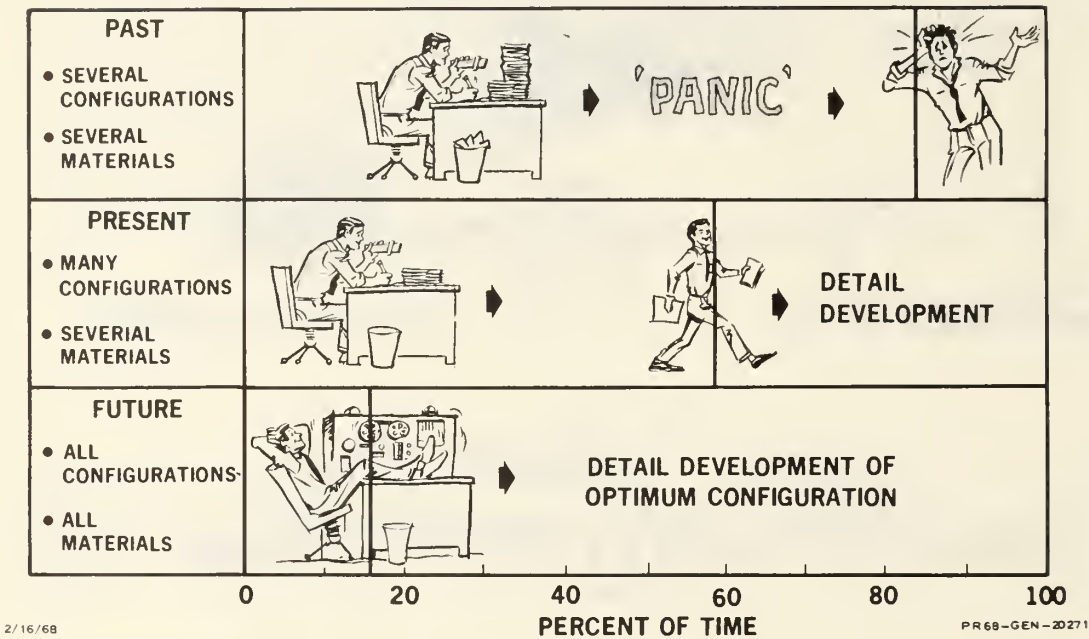 PAST
• SEVERAL
CONFIGURATIONS
• SEVERAL
MATERIALS
'PANIC'
PRESENT
• MANY
CONFIGURATIONS
• SEVERIAL
MATERIALS
DETAIL
DEVELOPMENT
FUTURE
• ALL
CONFIGURATIONS
• ALL
MATERIALS
DETAIL DEVELOPMENT OF
OPTIMUM CONFIGURATION
0 20 40 60 80 100
PERCENT OF TIME
2/16/68
PR68-GEN-20271